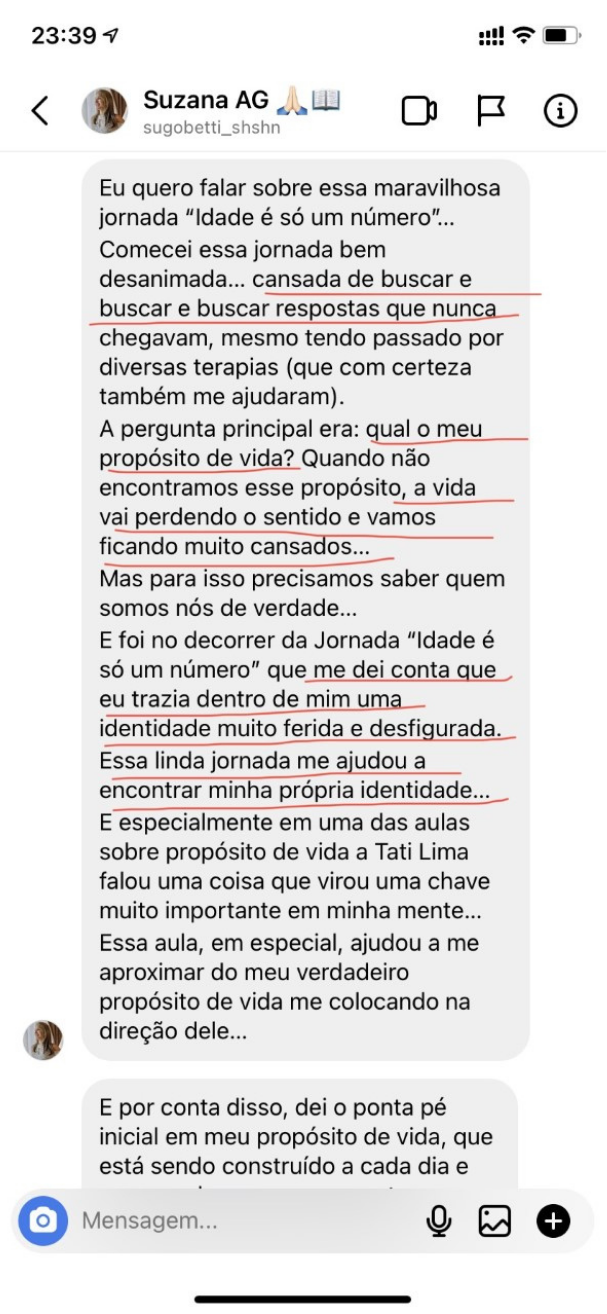 23:39
Suzana AG 🙏🏻📖
sugobetti_shshn
Eu quero falar sobre essa maravilhosa
jornada “Idade é só um número”...
Comecei essa jornada bem
desanimada... cansada de buscar e
buscar e buscar respostas que nunca
chegavam, mesmo tendo passado por
diversas terapias (que com certeza
também me ajudaram).
A pergunta principal era: qual o meu
propósito de vida? Quando não
encontramos esse propósito, a vida
vai perdendo o sentido e vamos
ficando muito cansados...
Mas para isso precisamos saber quem
somos nós de verdade...
E foi no decorrer da Jornada “Idade é
só um número” que me dei conta que
eu trazia dentro de mim uma
identidade muito ferida e desfigurada.
Essa linda jornada me ajudou a
encontrar minha própria identidade...
E especialmente em uma das aulas
sobre propósito de vida a Tati Lima
falou uma coisa que virou uma chave
muito importante em minha mente...
Essa aula, em especial, ajudou a me
aproximar do meu verdadeiro
propósito de vida me colocando na
direção dele...
E por conta disso, dei o ponta pé
inicial em meu propósito de vida, que
está sendo construído a cada dia e
Mensagem...